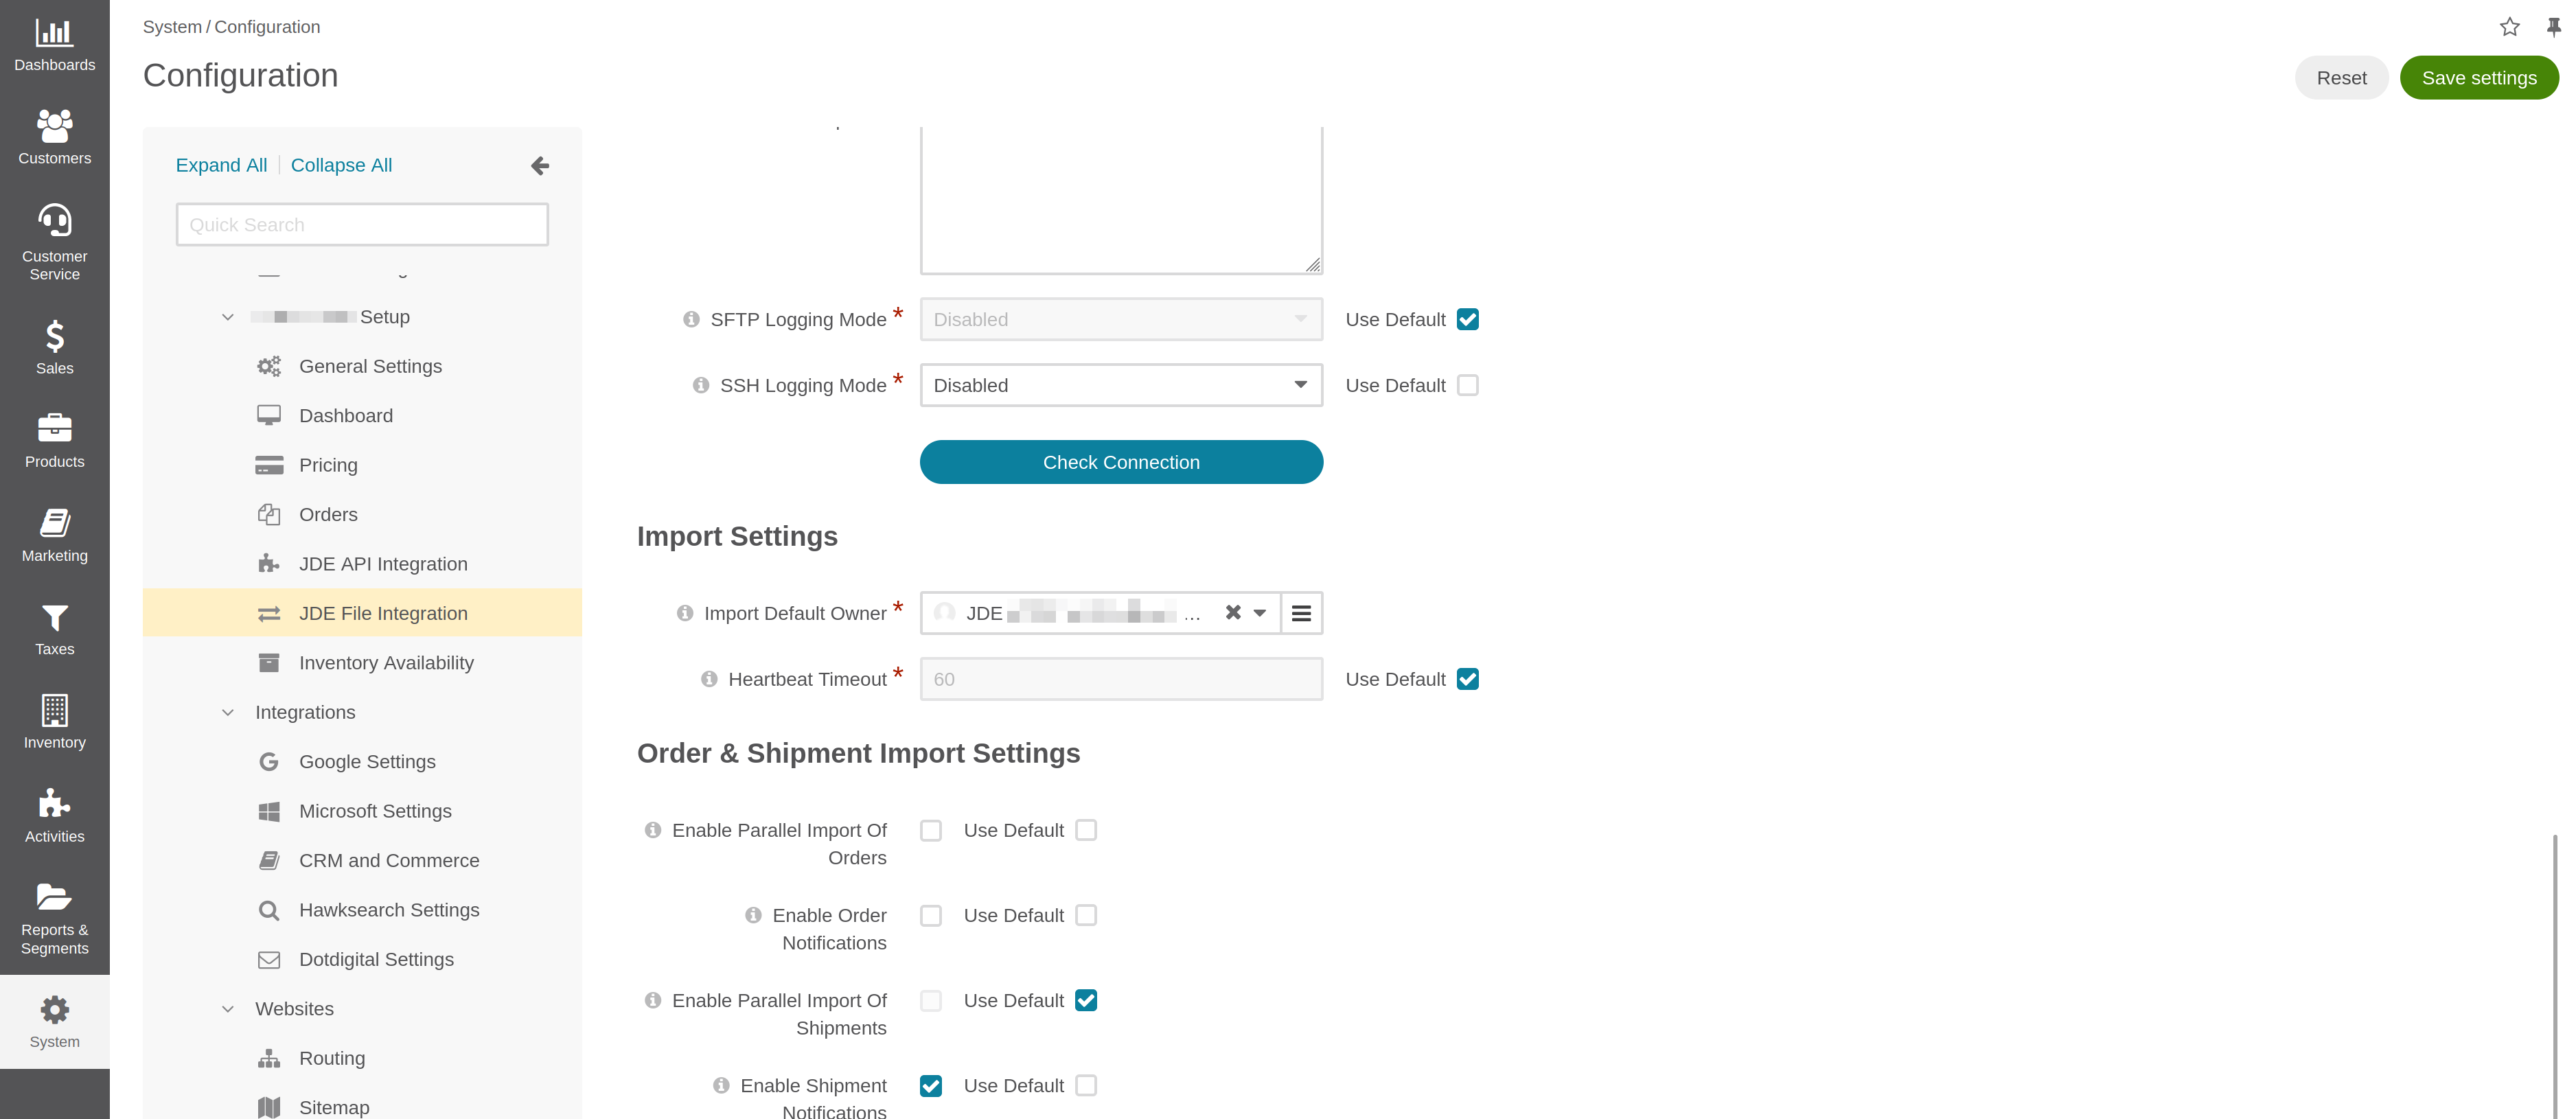 System / Configuration
Configuration
Reset
Save settings
Dashboards
Customers
Customer
Service
Sales
Products
Marketing
Taxes
Inventory
Activities
Reports &
Segments
System
Expand All
Collapse All
Quick Search
Setup
General Settings
Dashboard
Pricing
Orders
JDE API Integration
JDE File Integration
Inventory Availability
Integrations
Google Settings
Microsoft Settings
CRM and Commerce
Hawksearch Settings
Dotdigital Settings
Websites
Routing
Sitemap
SFTP Logging Mode * Disabled Use Default
SSH Logging Mode * Disabled Use Default
Check Connection
Import Settings
Import Default Owner * JDE ...
Heartbeat Timeout * 60 Use Default
Order & Shipment Import Settings
Enable Parallel Import Of Use Default
Orders
Enable Order Use Default
Notifications
Enable Parallel Import Of Use Default
Shipments
Enable Shipment Use Default
Notifications